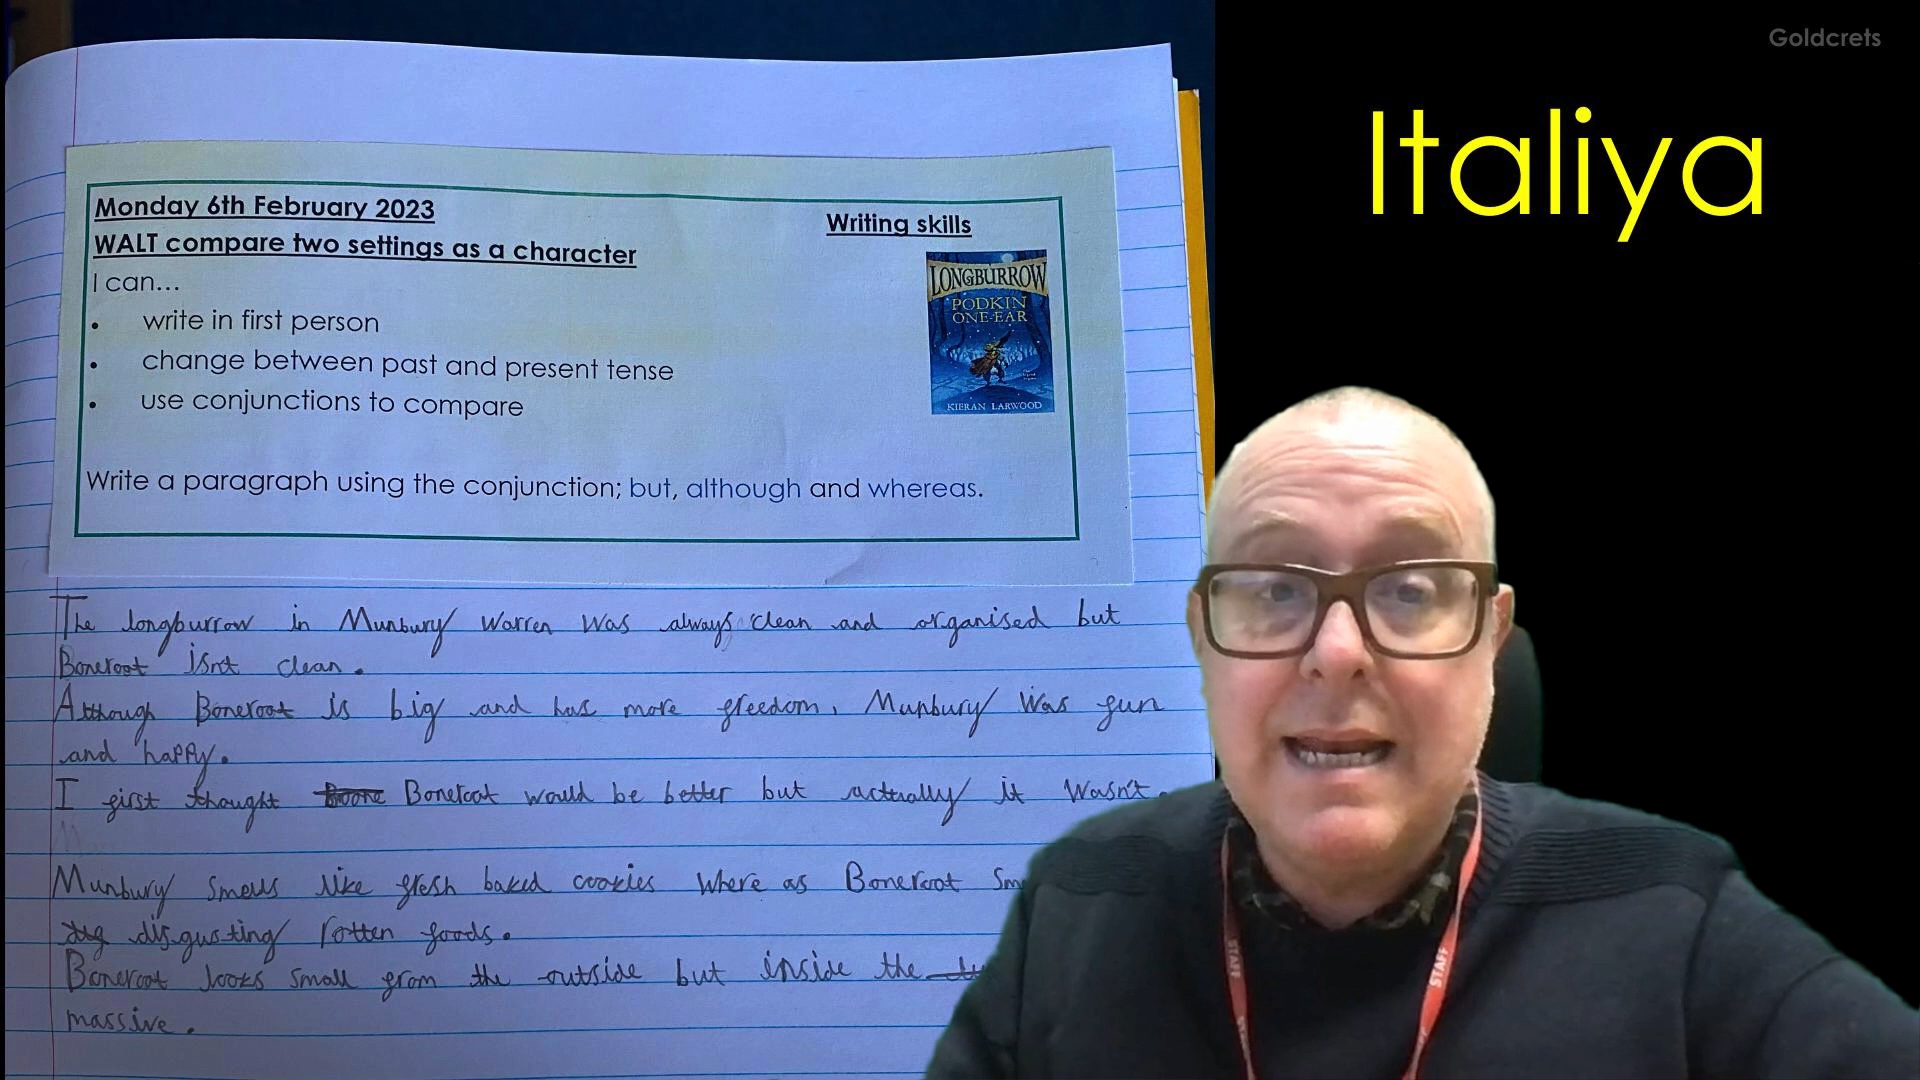 Goldcrets
Italiya
Monday 6th February 2023
Writing skills
WALT compare two settings as a character
I can...
• write in first person
• change between past and present tense
• use conjunctions to compare
LONGBURROW
PODKIN
ONE-EAR
KIERAN LARWOOD
Write a paragraph using the conjunction; but, although and whereas.
The longburrow in Munbury Warren was always clean and organised but
Boneroot isn't clean.
Although Boneroot is big and has more freedom, Munbury was fun
and happy.
I first thought Boneroot would be better but actually it wasn't.
Munbury smells like fresh baked cookies where as Boneroot sm
disgusting rotten foods.
Boneroot looks small from the outside but inside the
massive.
STAFF
STAFF